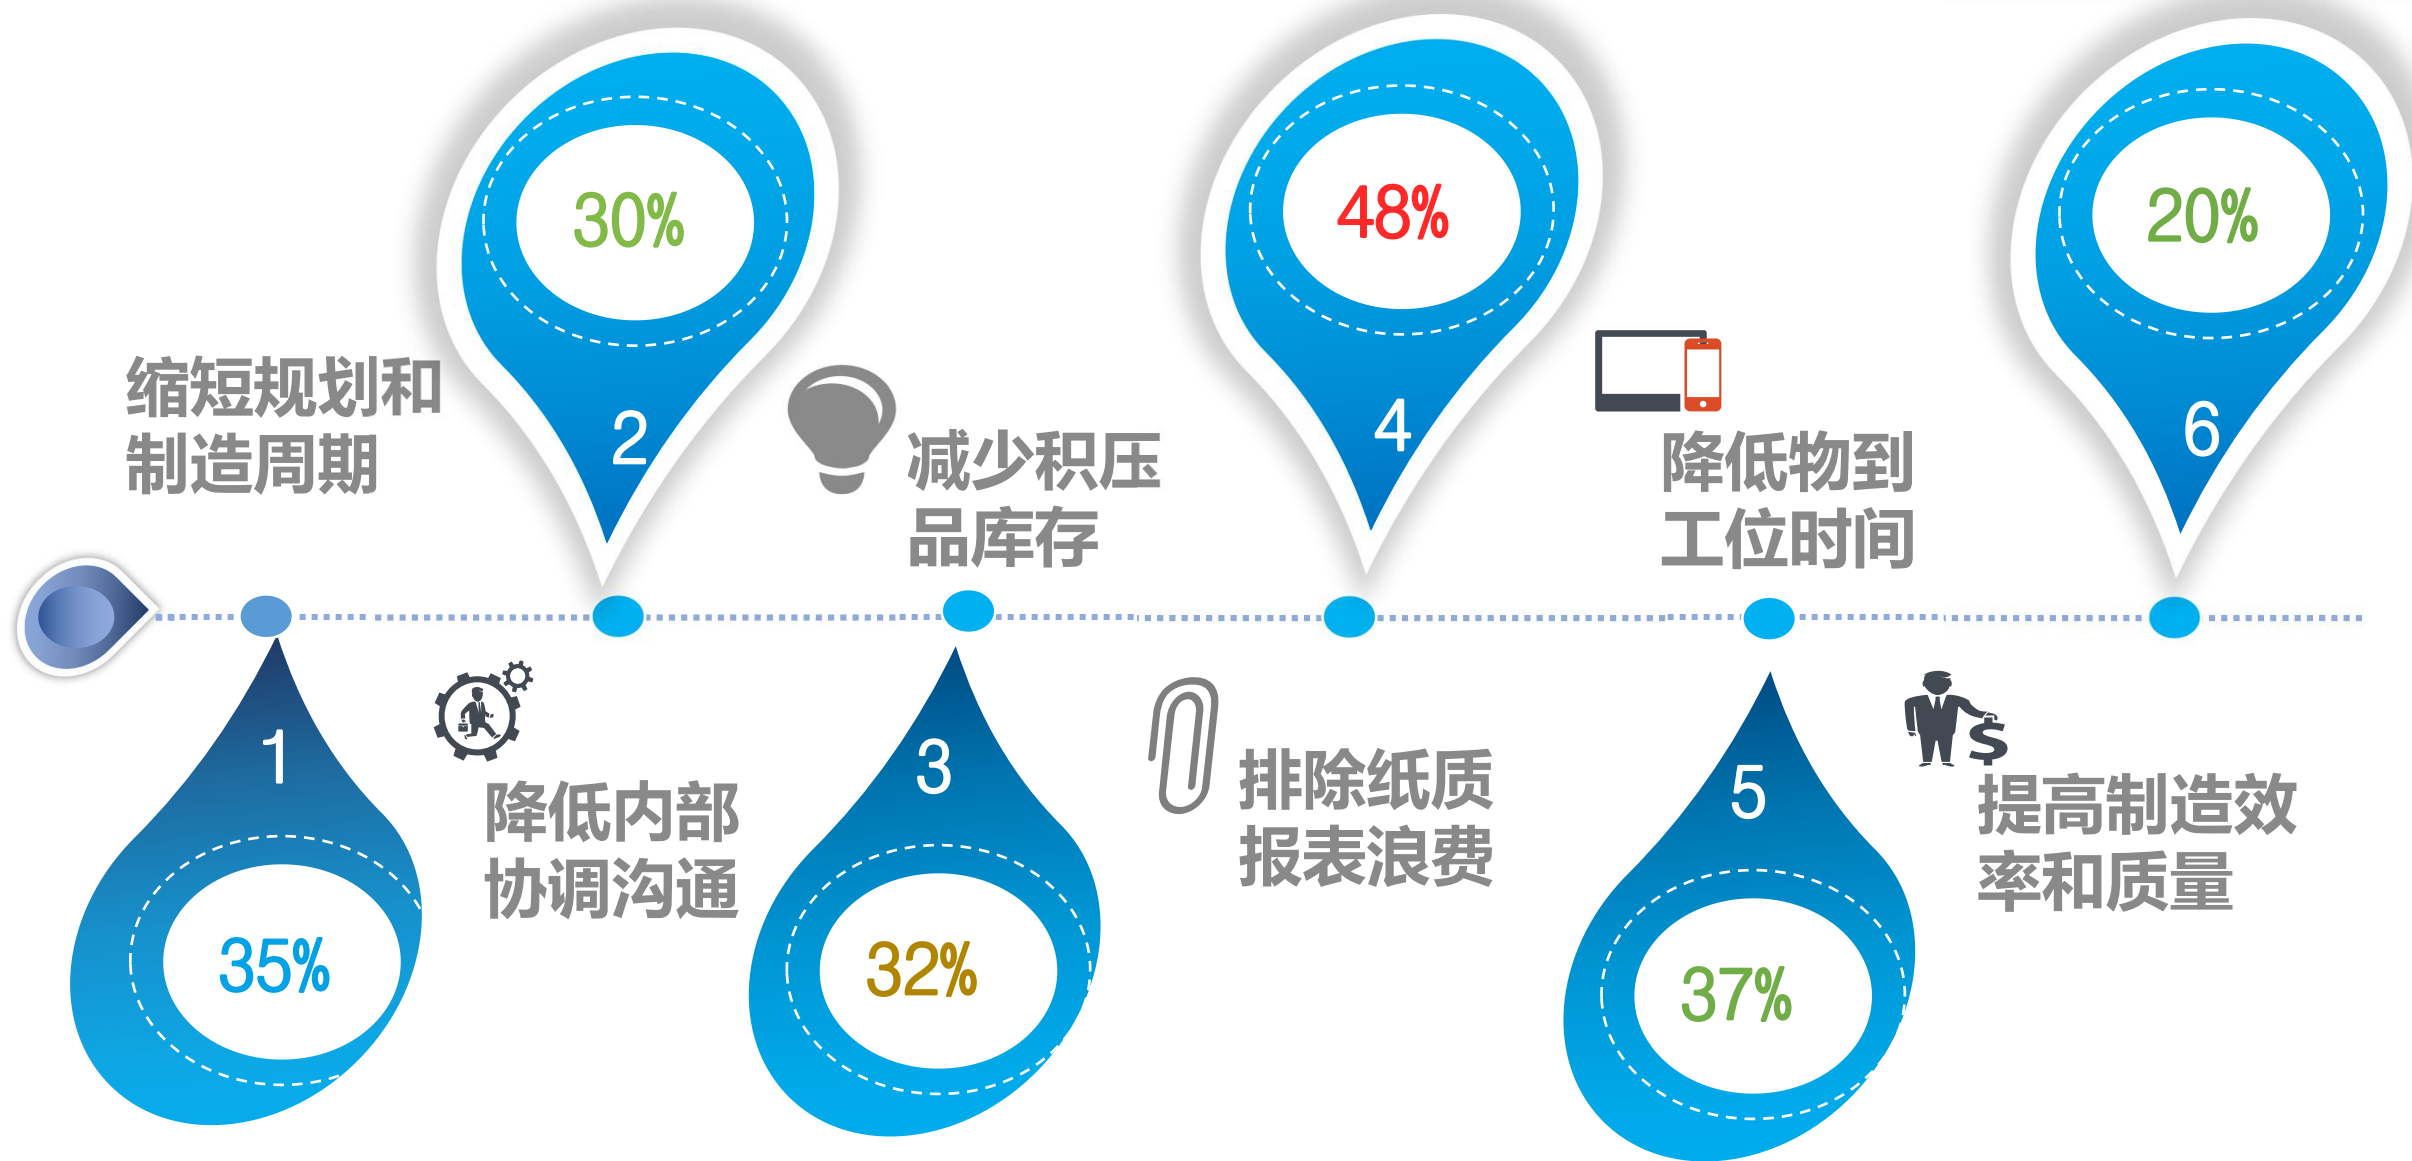 缩短规划和
制造周期
1
35%
30%
2
降低内部
协调沟通
减少积压
品库存
3
32%
48%
4
排除纸质
报表浪费
降低物到
工位时间
5
37%
20%
6
提高制造效
率和质量